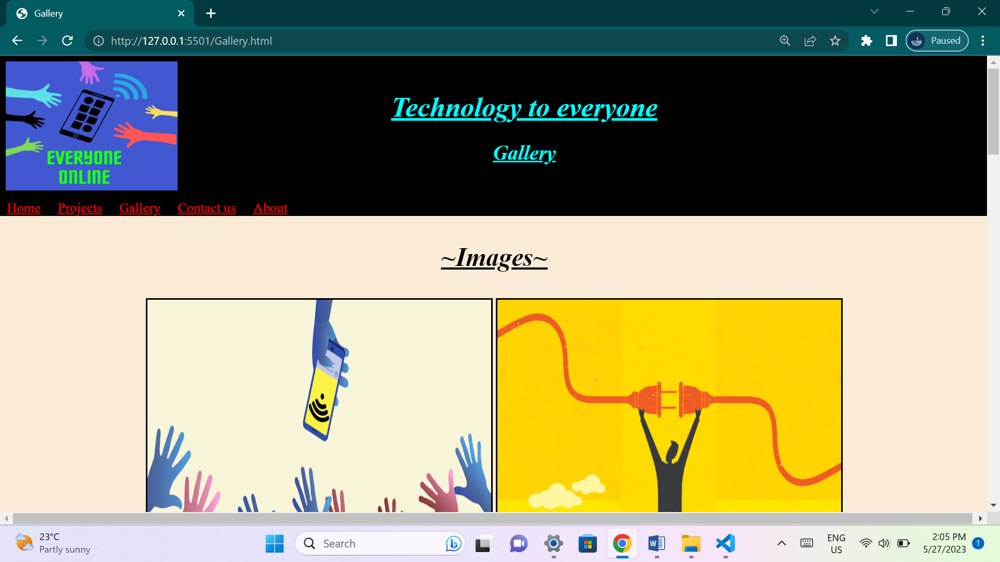 Gallery
http://127.0.0.1:5501/Gallery.html
Paused
EVERYONE
ONLINE
Technology to everyone
Gallery
Home Projects Gallery Contact us About
~Images~
23°C
Partly sunny
Search
W
ENG
US
2:05 PM
5/27/2023
1